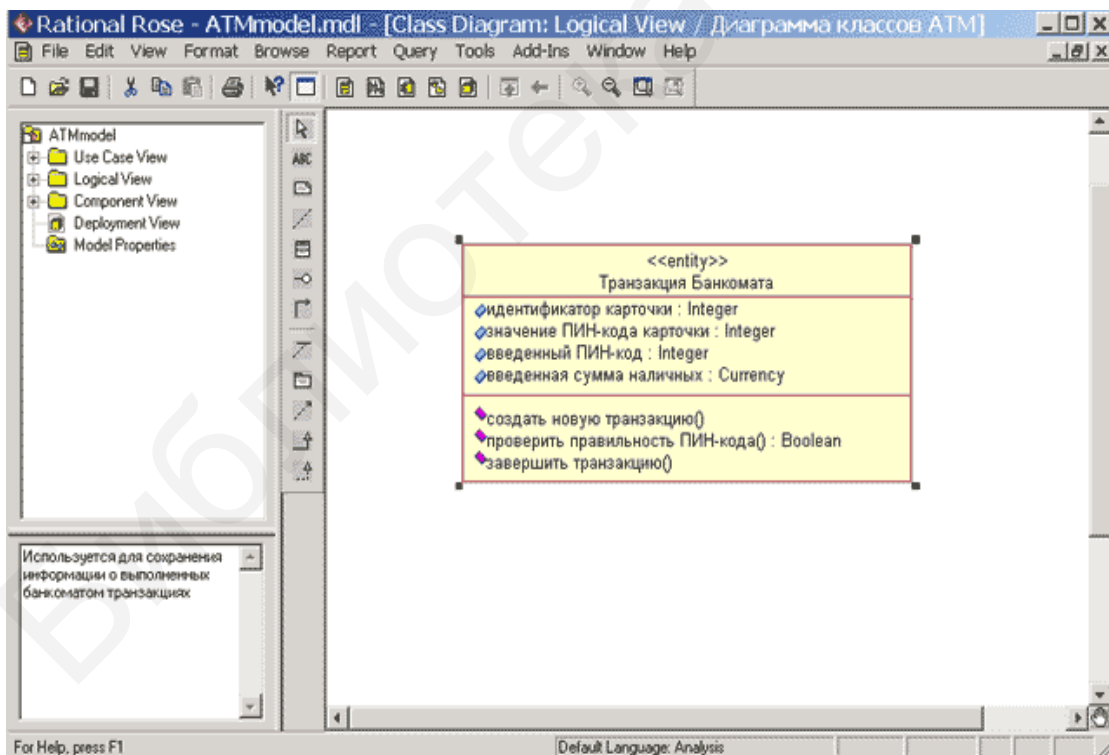 Rational Rose - ATMmodel.mdl - [Class Diagram: Logical View / Диаграмма классов ATM]
File Edit View Format Browse Report Query Tools Add-Ins Window Help
ABC
ATMmodel
Use Case View
Logical View
Component View
Deployment View
Model Properties
<<entity>>
Транзакция Банкомата
идентификатор карточки : Integer
значение ПИН-кода карточки : Integer
введенный ПИН-код : Integer
введенная сумма наличных : Currency
создать новую транзакцию()
проверить правильность ПИН-кода() : Boolean
завершить транзакцию()
Используется для сохранения
информации о выполненных
банкоматом транзакциях
For Help, press F1
Default Language: Analysis
Библиотека